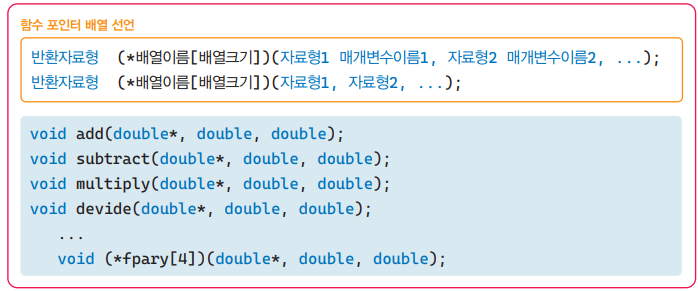 함수 포인터 배열 선언
반환자료형 (*배열이름[배열크기])(자료형1 매개변수이름1, 자료형2 매개변수이름2, ...);
반환자료형 (*배열이름[배열크기])(자료형1, 자료형2, ...);
void add(double*, double, double);
void subtract(double*, double, double);
void multiply(double*, double, double);
void devide(double*, double, double);
...
void (*fpary[4])(double*, double, double);